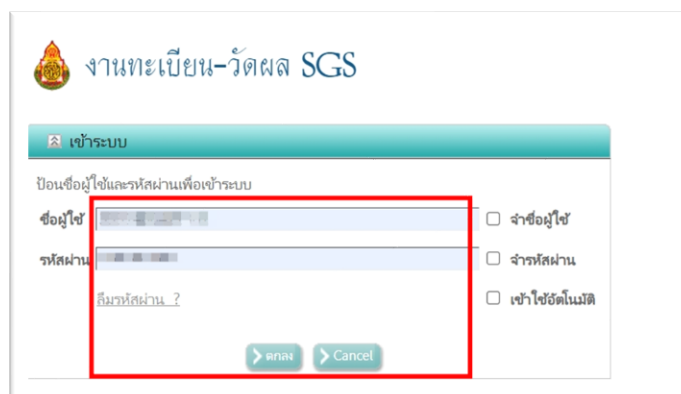 งานทะเบียน-วัดผล SGS
เข้าระบบ
ป้อนชื่อผู้ใช้และรหัสผ่านเพื่อเข้าระบบ
ชื่อผู้ใช้ จำชื่อผู้ใช้
รหัสผ่าน จำรหัสผ่าน
ลืมรหัสผ่าน ? เข้าใช้อัตโนมัติ
ตกลง Cancel